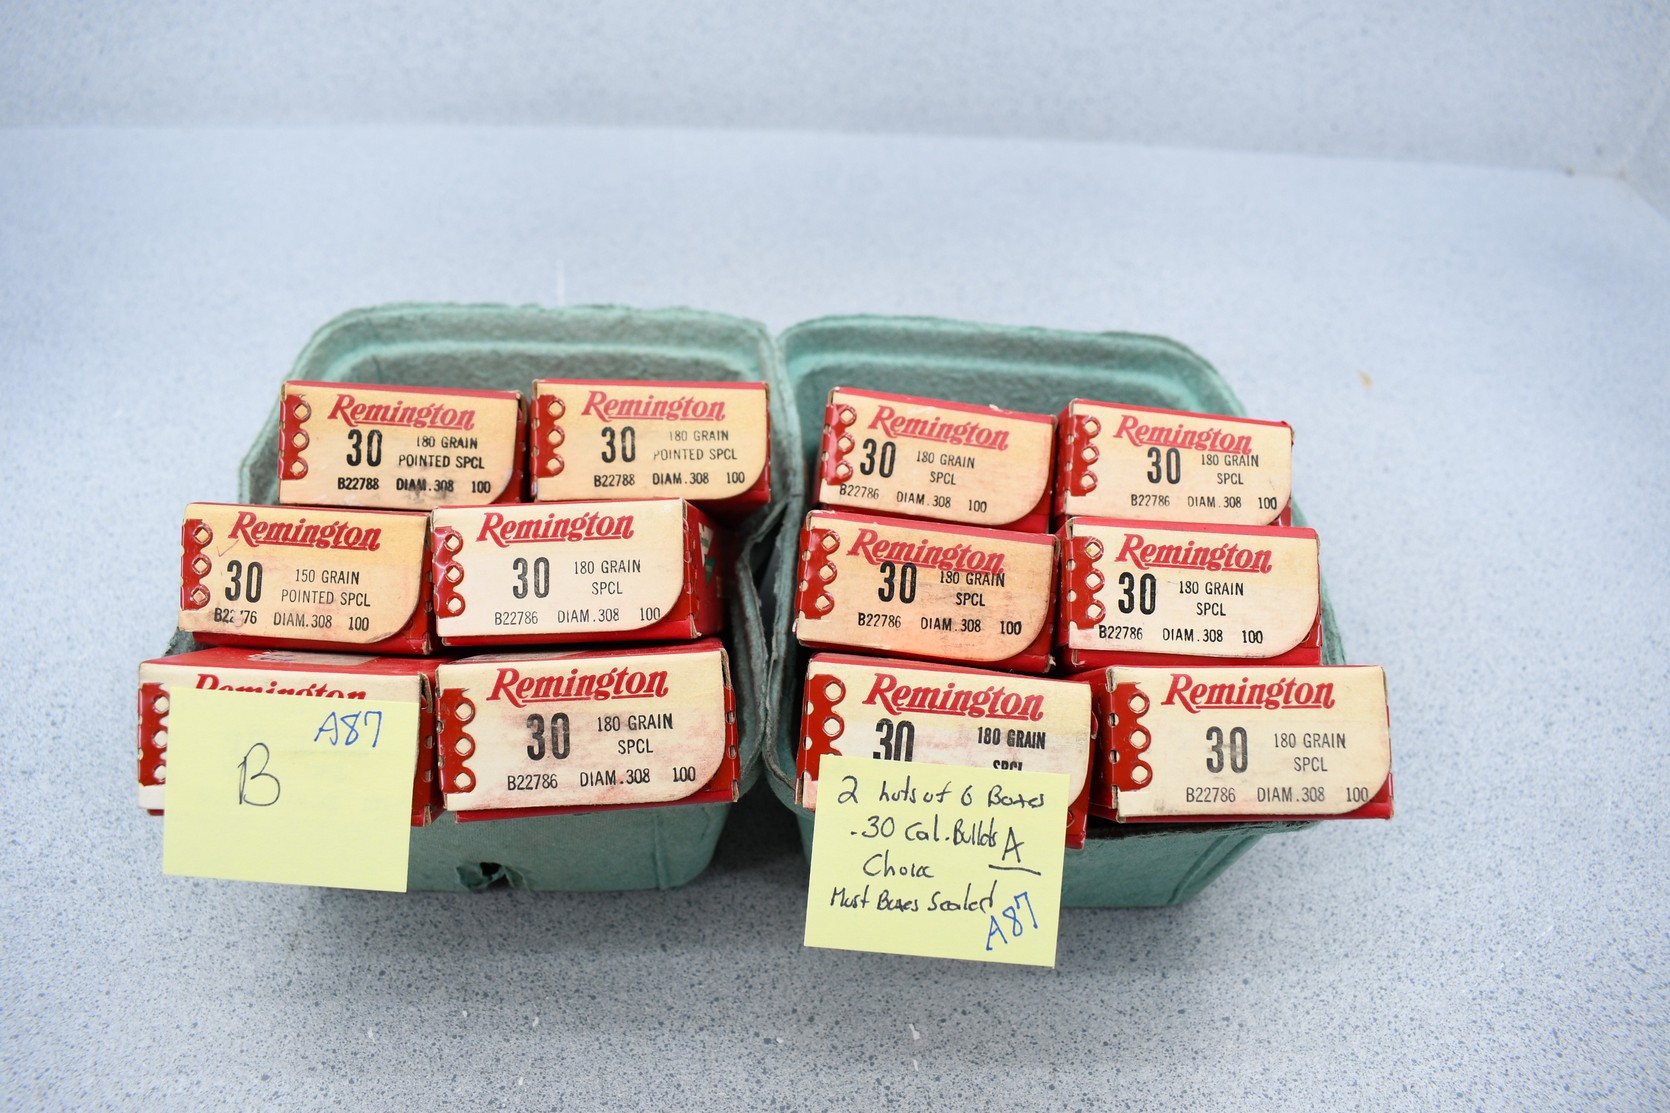 Remington
30 180 GRAIN
POINTED SPCL
B22788 DIAM.308 100
Remington
30 180 GRAIN
POINTED SPCL
B22788 DIAM.308 100
Remington
30 150 GRAIN
POINTED SPCL
DIAM.308 100
Remington
30 180 GRAIN
SPCL
B22786 DIAM.308 100
Remington
A87
B
Remington
30 180 GRAIN
SPCL
B22786 DIAM.308 100
Remington
30 180 GRAIN
SPCL
B22786 DIAM.308 100
Remington
30 180 GRAIN
SPCL
B22786 DIAM.308 100
Remington
30 180 GRAIN
SPCL
B22786 DIAM.308 100
Remington
30 180 GRAIN
SPCL
B22786 DIAM.308 100
Remington
30 180 GRAIN
SPCL
2 Lots of 6 Boxes
.30 Cal. Bullets A
Choice
Most Boxes Sealed
A87
Remington
30 180 GRAIN
SPCL
B22786 DIAM.308 100